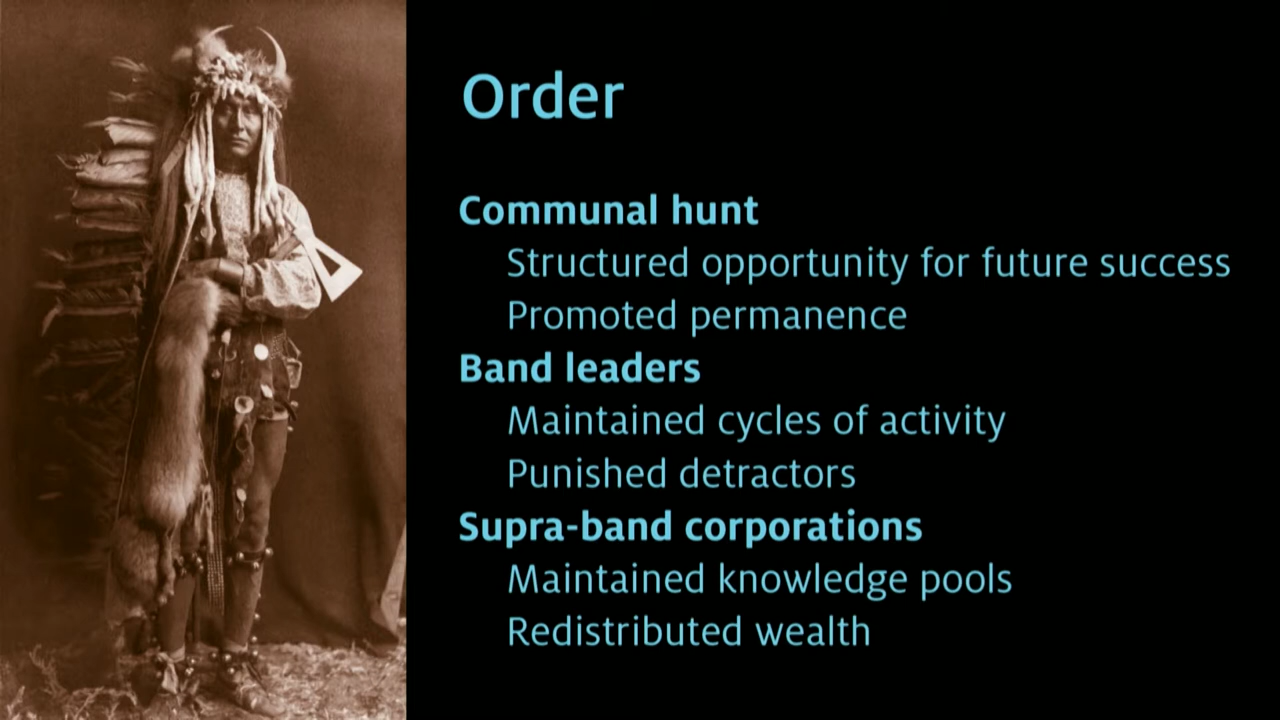 Order
Communal hunt
Structured opportunity for future success
Promoted permanence
Band leaders
Maintained cycles of activity
Punished detractors
Supra-band corporations
Maintained knowledge pools
Redistributed wealth